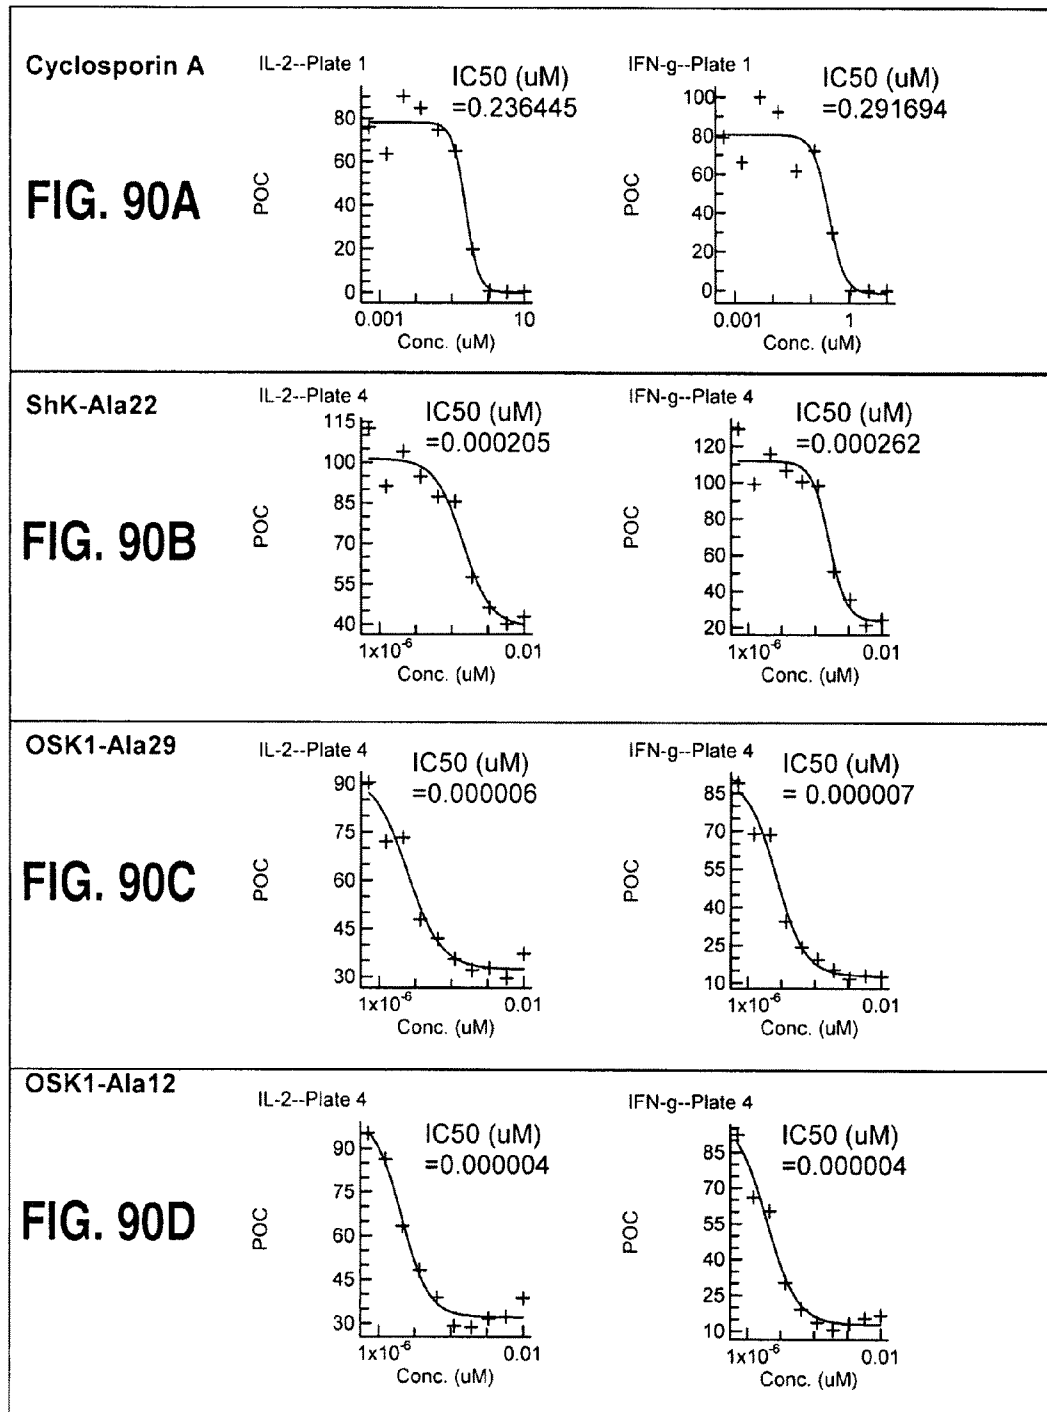 Cyclosporin A
FIG. 90A
IL-2--Plate 1
IC50 (uM)
=0.236445
POC
80
60
40
20
0
0.001 10
Conc. (uM)
IFN-g--Plate 1
IC50 (uM)
=0.291694
POC
100
80
60
40
20
0
0.001 1
Conc. (uM)
ShK-Ala22
FIG. 90B
IL-2--Plate 4
IC50 (uM)
=0.000205
POC
115
100
85
70
55
40
1x10⁻⁶ 0.01
Conc. (uM)
IFN-g--Plate 4
IC50 (uM)
=0.000262
POC
120
100
80
60
40
20
1x10⁻⁶ 0.01
Conc. (uM)
OSK1-Ala29
FIG. 90C
IL-2--Plate 4
IC50 (uM)
=0.000006
POC
90
75
60
45
30
1x10⁻⁶ 0.01
Conc. (uM)
IFN-g--Plate 4
IC50 (uM)
= 0.000007
POC
85
70
55
40
25
10
1x10⁻⁶ 0.01
Conc. (uM)
OSK1-Ala12
FIG. 90D
IL-2--Plate 4
IC50 (uM)
=0.000004
POC
90
75
60
45
30
1x10⁻⁶ 0.01
Conc. (uM)
IFN-g--Plate 4
IC50 (uM)
=0.000004
POC
85
70
55
40
25
10
1x10⁻⁶ 0.01
Conc. (uM)